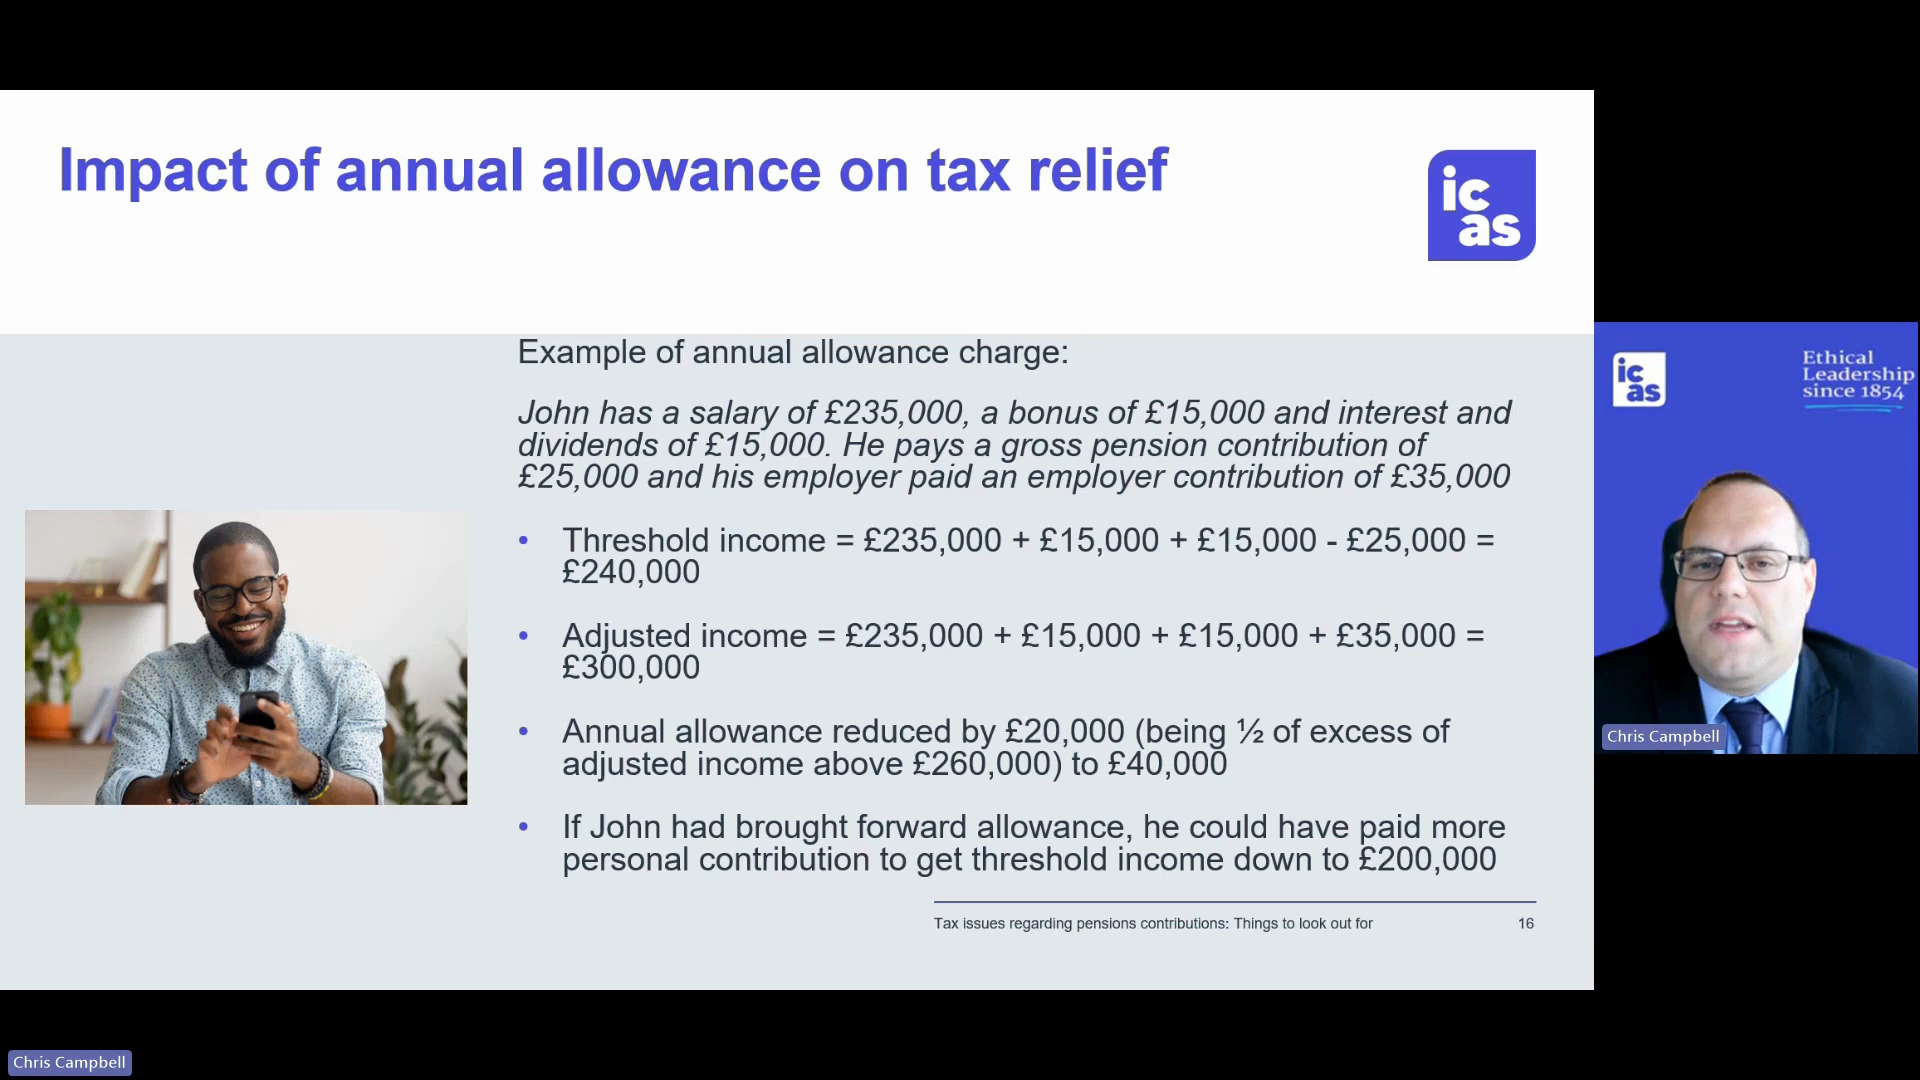 Impact of annual allowance on tax relief
ic
as
Example of annual allowance charge:
John has a salary of £235,000, a bonus of £15,000 and interest and
dividends of £15,000. He pays a gross pension contribution of
£25,000 and his employer paid an employer contribution of £35,000
• Threshold income = £235,000 + £15,000 + £15,000 - £25,000 =
£240,000
• Adjusted income = £235,000 + £15,000 + £15,000 + £35,000 =
£300,000
• Annual allowance reduced by £20,000 (being ½ of excess of
adjusted income above £260,000) to £40,000
• If John had brought forward allowance, he could have paid more
personal contribution to get threshold income down to £200,000
Tax issues regarding pensions contributions: Things to look out for
16
ic
as
Ethical
Leadership
since 1854
Chris Campbell
Chris Campbell